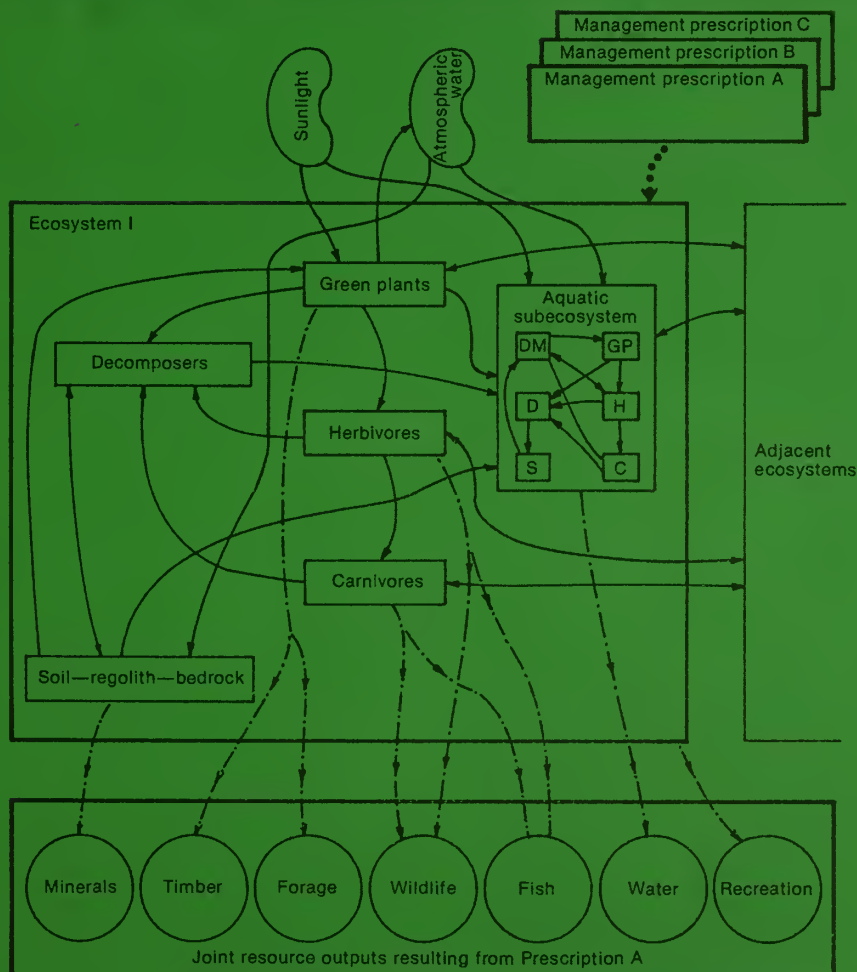 Management prescription C
Management prescription B
Management prescription A
Sunlight
Atmospheric
water
Ecosystem I
Green plants
Aquatic
subecosystem
DM
GP
Decomposers
D
H
Herbivores
S
C
Adjacent
ecosystems
Carnivores
Soil—regolith—bedrock
Minerals
Timber
Forage
Wildlife
Fish
Water
Recreation
Joint resource outputs resulting from Prescription A